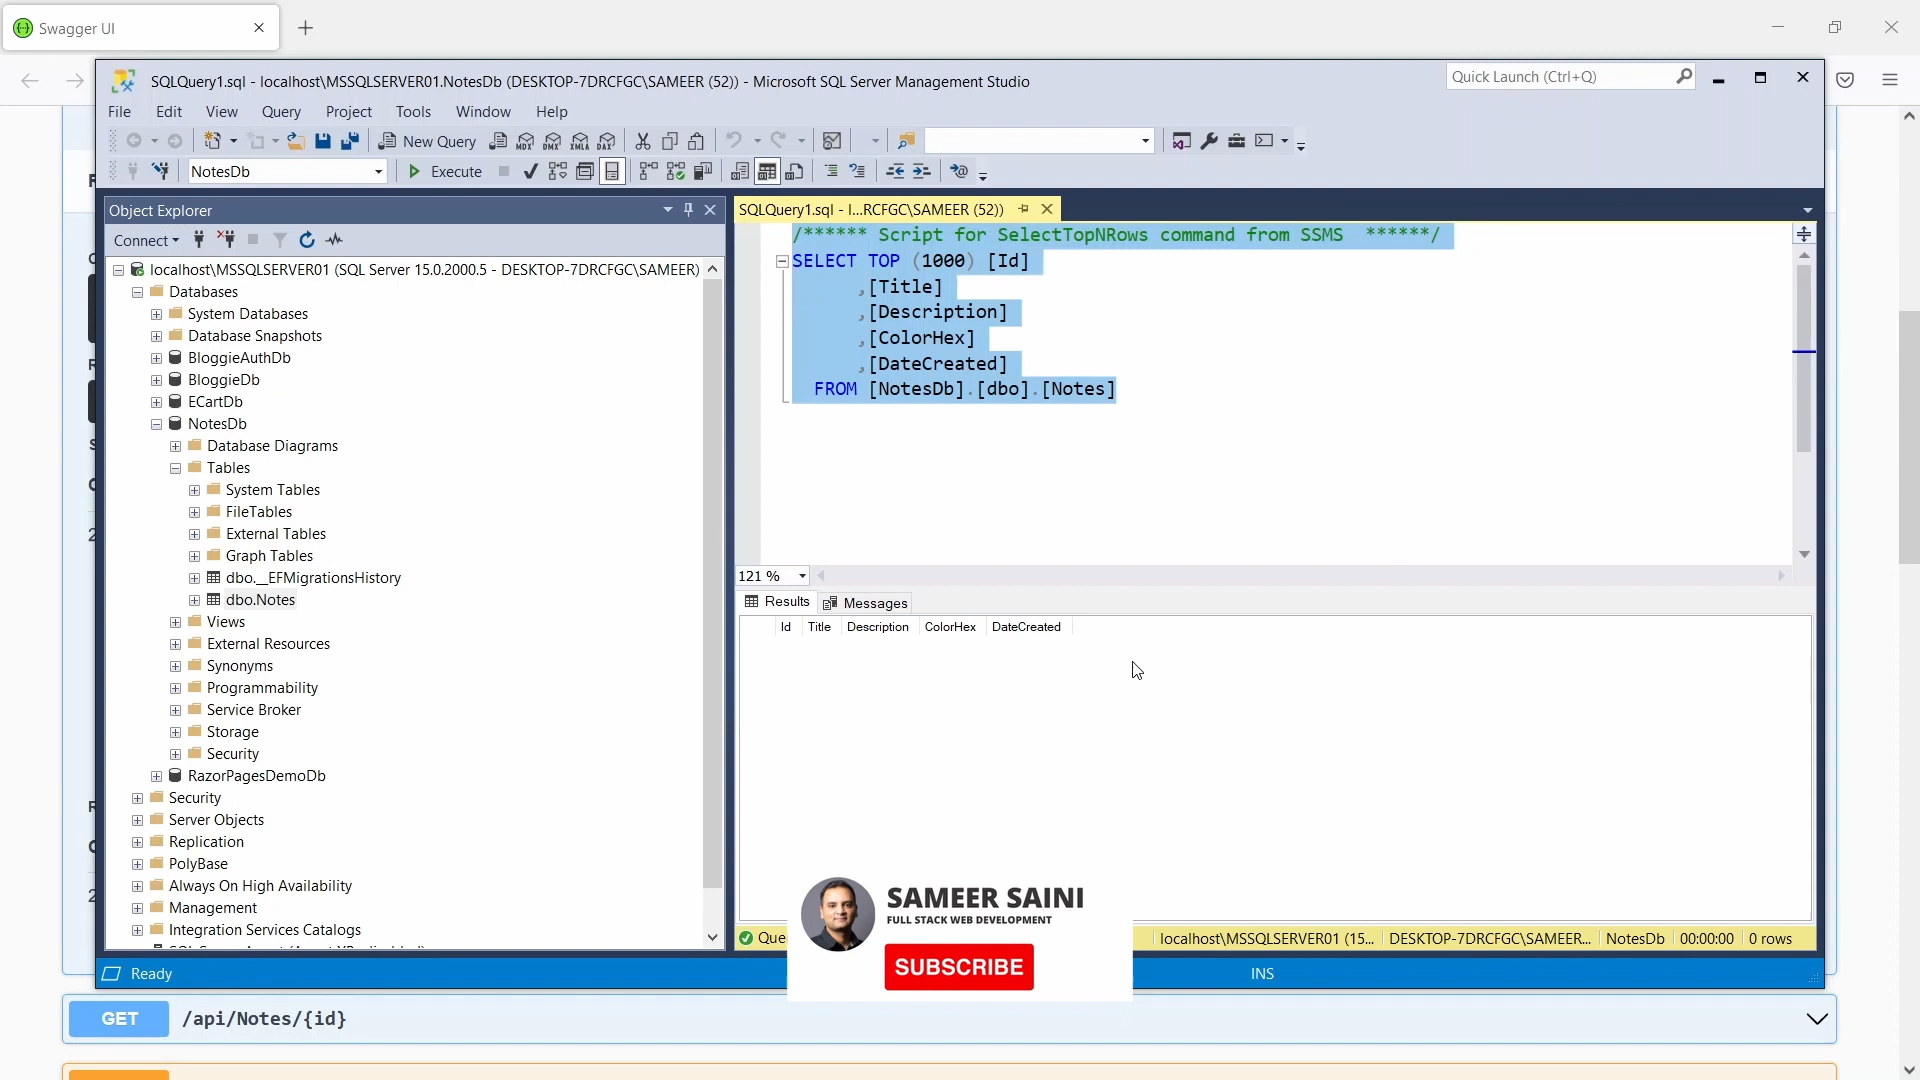 Swagger UI
SQLQuery1.sql - localhost\MSSQLSERVER01.NotesDb (DESKTOP-7DRCFGC\SAMEER (52)) - Microsoft SQL Server Management Studio
Quick Launch (Ctrl+Q)
File Edit View Query Project Tools Window Help
New Query MDX DMX XMLA DAX
NotesDb Execute
Object Explorer
Connect
localhost\MSSQLSERVER01 (SQL Server 15.0.2000.5 - DESKTOP-7DRCFGC\SAMEER)
Databases
System Databases
Database Snapshots
BloggieAuthDb
BloggieDb
ECartDb
NotesDb
Database Diagrams
Tables
System Tables
FileTables
External Tables
Graph Tables
dbo.__EFMigrationsHistory
dbo.Notes
Views
External Resources
Synonyms
Programmability
Service Broker
Storage
Security
RazorPagesDemoDb
Security
Server Objects
Replication
PolyBase
Always On High Availability
Management
Integration Services Catalogs
SQLQuery1.sql - l...RCFGC\SAMEER (52))
/****** Script for SelectTopNRows command from SSMS ******/
SELECT TOP (1000) [Id]
,[Title]
,[Description]
,[ColorHex]
,[DateCreated]
FROM [NotesDb].[dbo].[Notes]
121 %
Results Messages
Id Title Description ColorHex DateCreated
SAMEER SAINI
FULL STACK WEB DEVELOPMENT
SUBSCRIBE
Que
localhost\MSSQLSERVER01 (15... DESKTOP-7DRCFGC\SAMEER... NotesDb 00:00:00 0 rows
Ready INS
GET /api/Notes/{id}